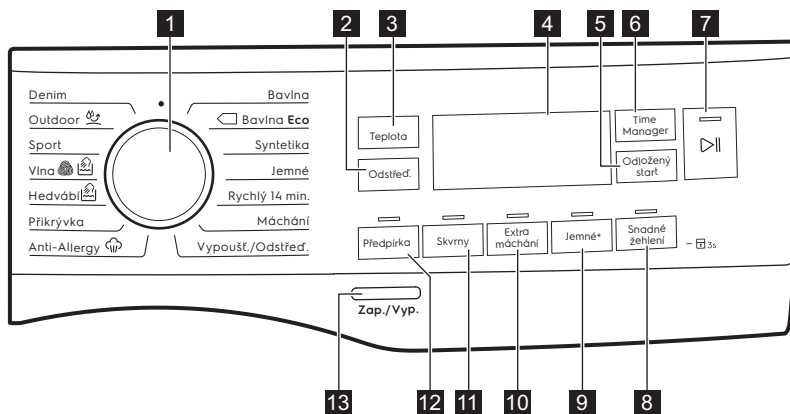 1
2
3
4
5
6
7
Denim
Outdoor
Sport
Vlna
Hedvábí
Přikrývka
Anti-Allergy
Bavlna
Bavlna Eco
Syntetika
Jemné
Rychlý 14 min.
Máchání
Vypoušť./Odstřeď.
Teplota
Odstřeď.
Time
Manager
Odložený
start
Předpírka
Skvrny
Extra
máchání
Jemné+
Snadné
žehlení
3s
Zap./Vyp.
13
12
11
10
9
8